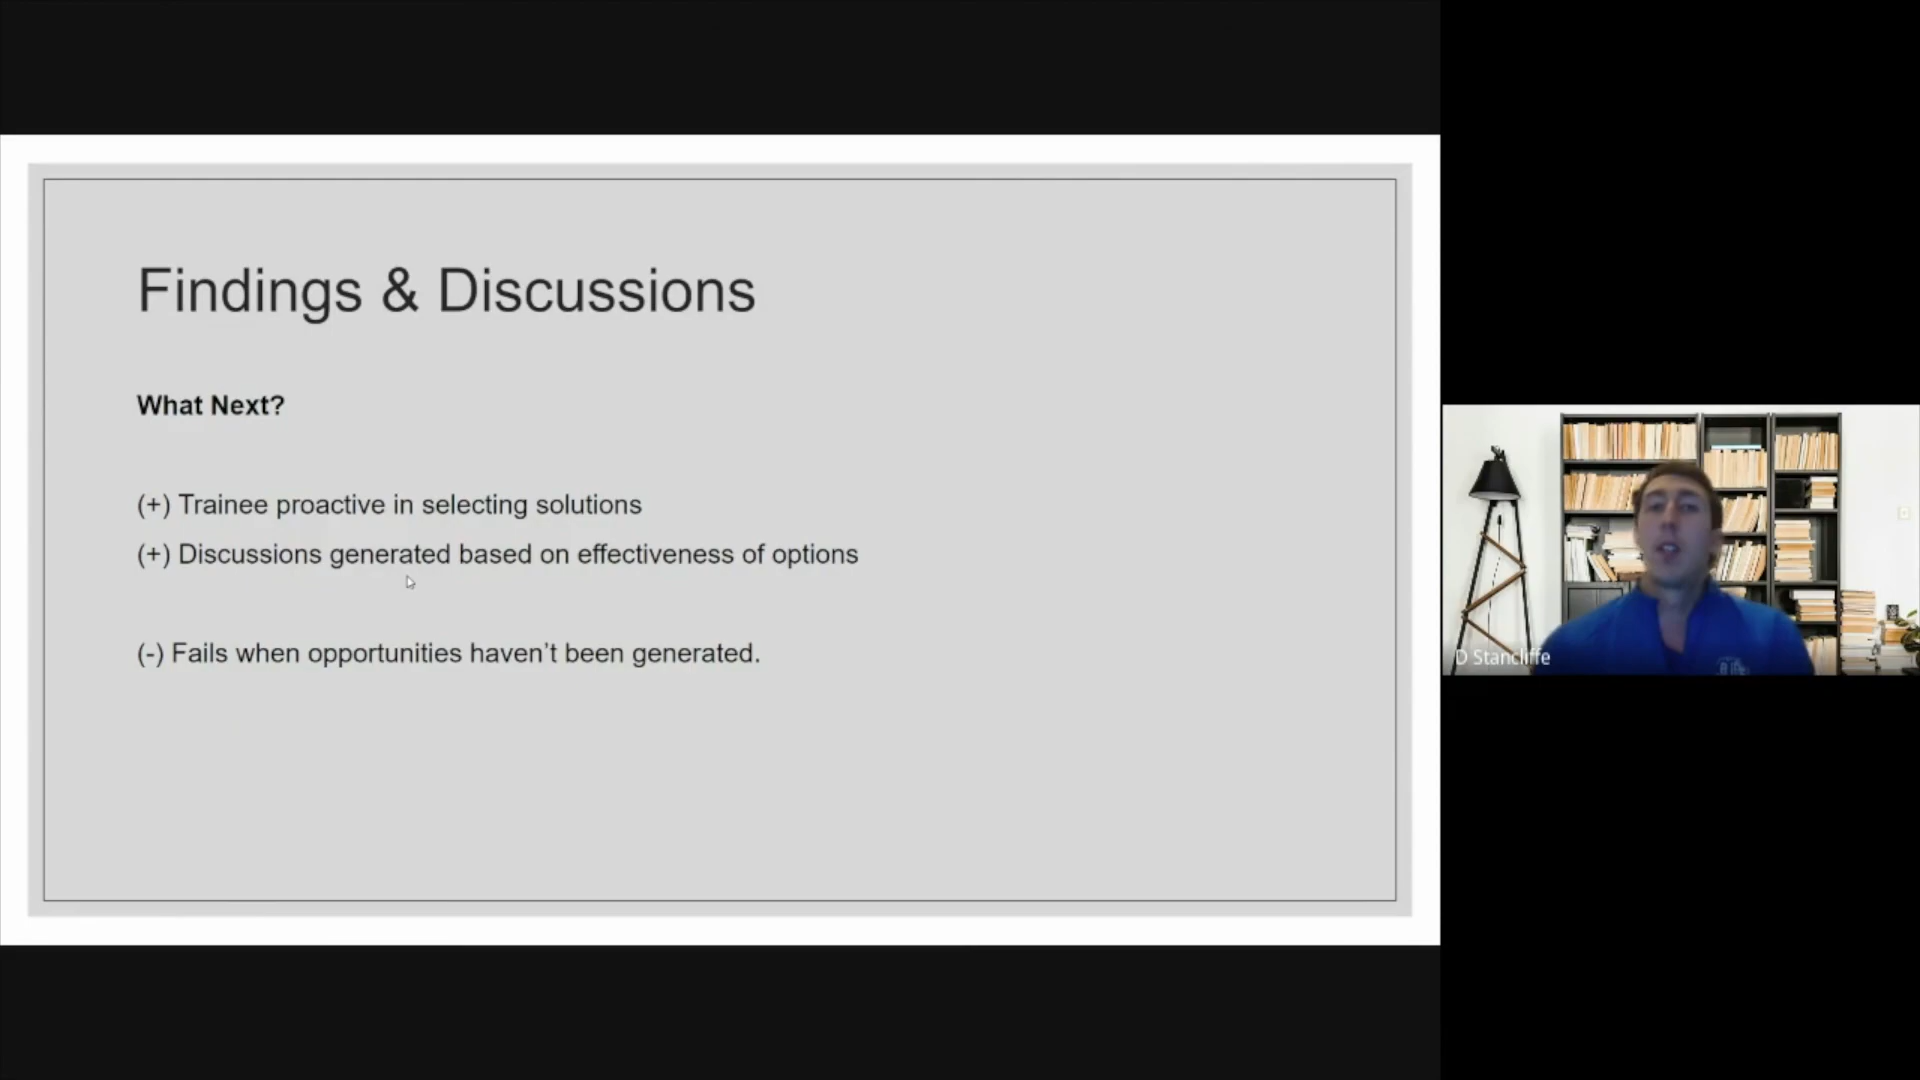 Findings & Discussions
What Next?
(+) Trainee proactive in selecting solutions
(+) Discussions generated based on effectiveness of options
(-) Fails when opportunities haven’t been generated.
D Stancliffe